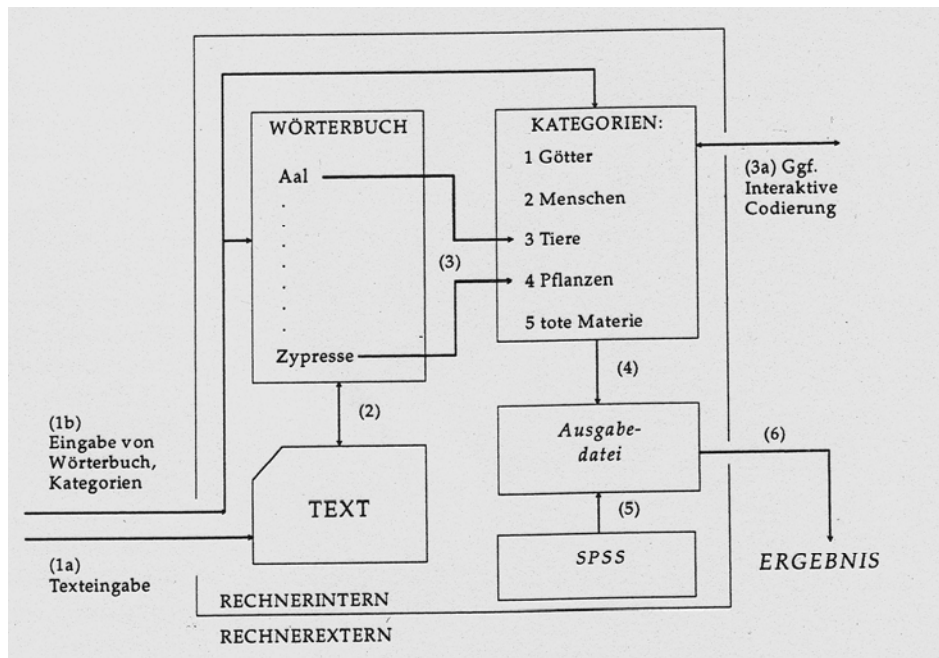 WÖRTERBUCH
Aal
Zypresse
KATEGORIEN:
1 Götter
2 Menschen
3 Tiere
4 Pflanzen
5 tote Materie
(3)
(3a) Ggf.
Interaktive
Codierung
(2)
(4)
(1b)
Eingabe von
Wörterbuch,
Kategorien
TEXT
Ausgabe-
datei
(6)
(5)
SPSS
ERGEBNIS
(1a)
Texteingabe
RECHNERINTERN
RECHNEREXTERN